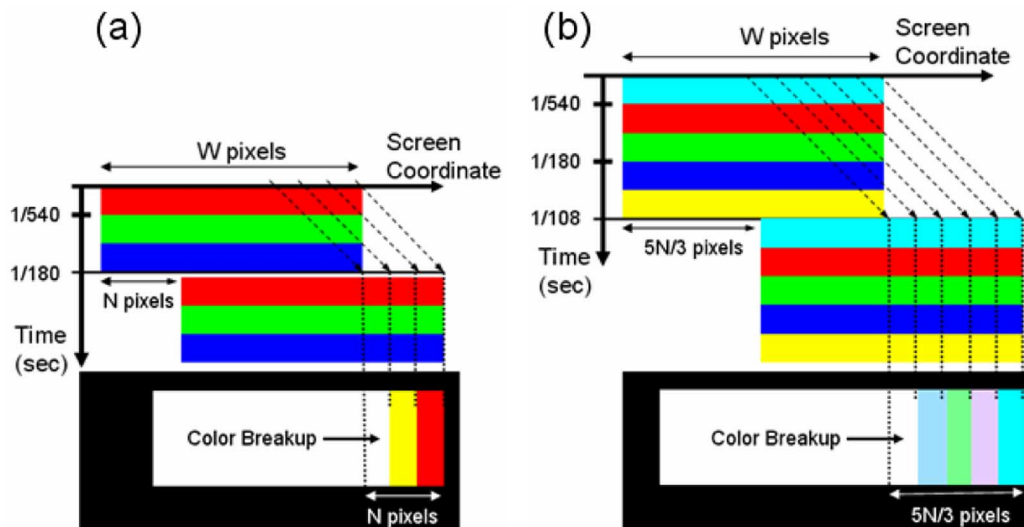 (a)
W pixels
Screen
Coordinate
1/540
1/180
N pixels
Time
(sec)
Color Breakup
N pixels
(b)
W pixels
Screen
Coordinate
1/540
1/180
1/108
5N/3 pixels
Time
(sec)
Color Breakup
5N/3 pixels